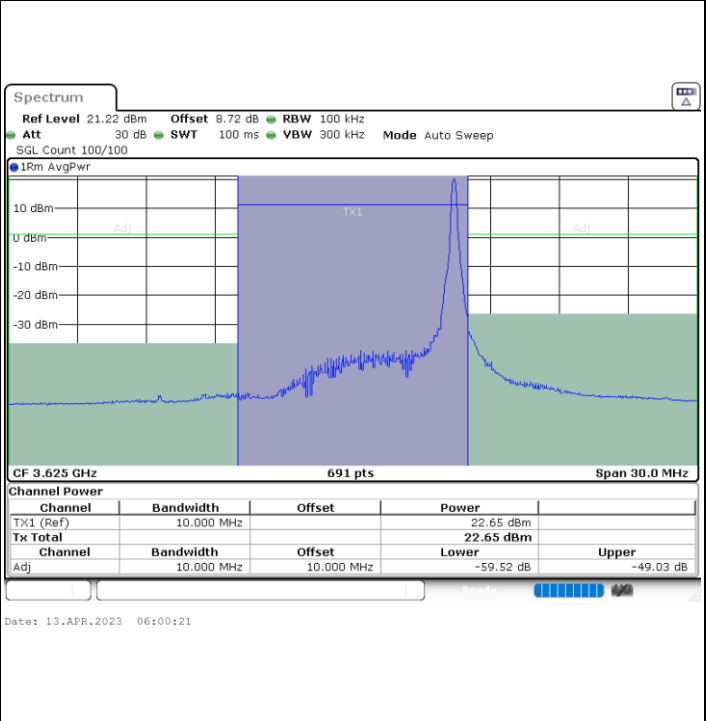 Spectrum
Ref Level 21.22 dBm Offset 8.72 dB RBW 100 kHz
Att 30 dB SWT 100 ms VBW 300 kHz Mode Auto Sweep
SGL Count 100/100
1Rm AvgPwr
10 dBm
TX1
Adj
Adj
0 dBm
-10 dBm
-20 dBm
-30 dBm
CF 3.625 GHz 691 pts Span 30.0 MHz
Channel Power
Channel Bandwidth Offset Power
TX1 (Ref) 10.000 MHz 22.65 dBm
Tx Total 22.65 dBm
Channel Bandwidth Offset Lower Upper
Adj 10.000 MHz 10.000 MHz -59.52 dB -49.03 dB
Ready
Date: 13.APR.2023 06:00:21